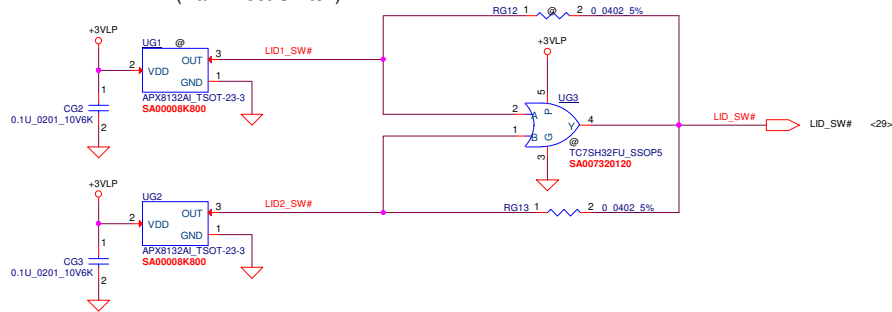 RG12 1 @ 2 0_0402_5%
+3VLP
UG1 @
LID1_SW#
+3VLP
2 VDD OUT 3
GND 1
1
CG2
0.1U_0201_10V6K
2
APX8132AI_TSOT-23-3
SA00008K800
5
UG3
2 A P Y 4
1 B G
3
@
TC7SH32FU_SSOP5
SA007320120
LID_SW#
LID_SW# <29>
+3VLP
UG2
LID2_SW#
RG13 1 2 0_0402_5%
2 VDD OUT 3
GND 1
1
CG3
0.1U_0201_10V6K
2
APX8132AI_TSOT-23-3
SA00008K800